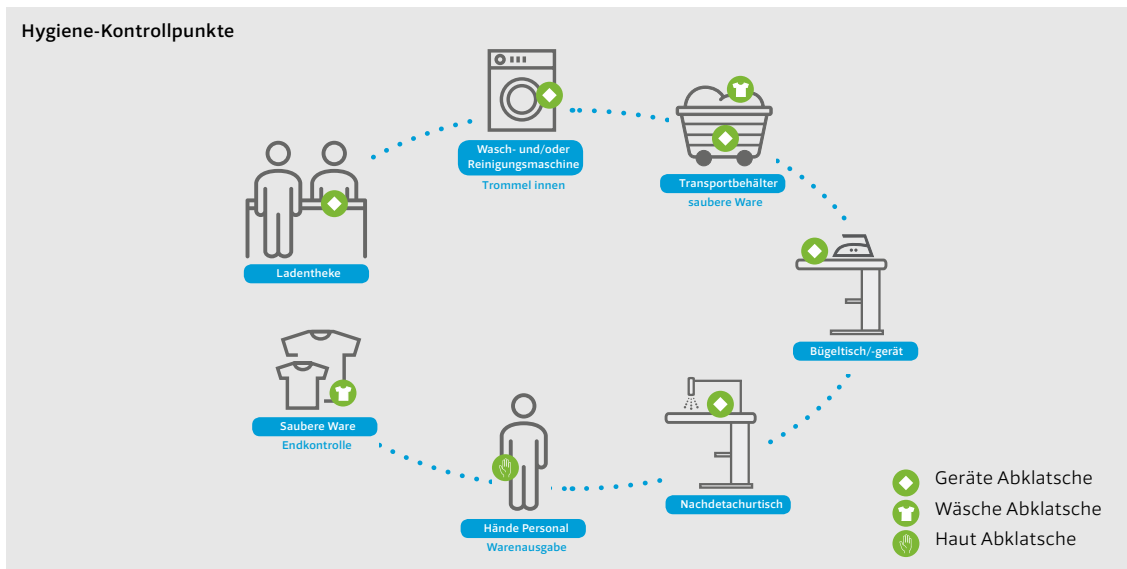 Hygiene-Kontrollpunkte
Wasch- und/oder
Reinigungsmaschine
Trommel innen
Transportbehälter
saubere Ware
Ladentheke
Bügeltisch/-gerät
Saubere Ware
Endkontrolle
Nachdetachurtisch
Hände Personal
Warenausgabe
Geräte Abklatsche
Wäsche Abklatsche
Haut Abklatsche